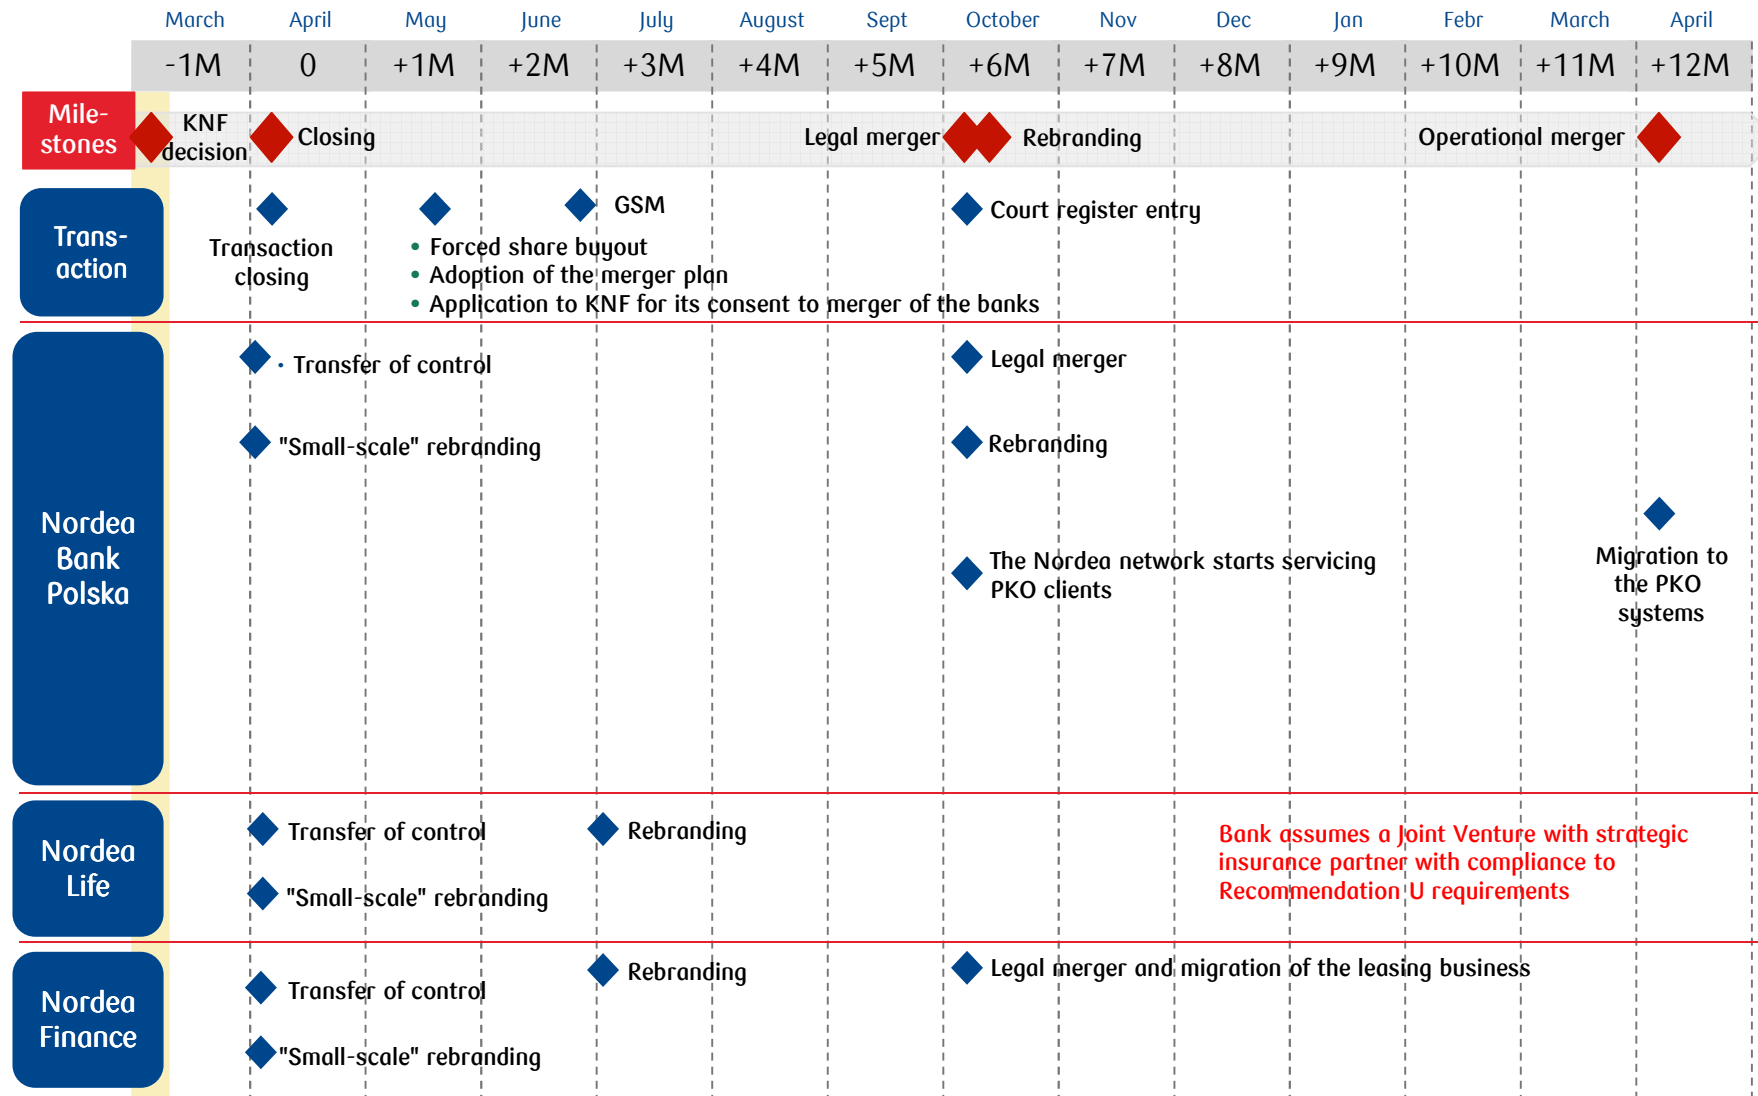 March April May June July August Sept October Nov Dec Jan Febr March April
-1M 0 +1M +2M +3M +4M +5M +6M +7M +8M +9M +10M +11M +12M
Mile-
stones
KNF
decision
Closing
Legal merger
Rebranding
Operational merger
Trans-
action
Transaction
closing
GSM
• Forced share buyout
• Adoption of the merger plan
• Application to KNF for its consent to merger of the banks
Court register entry
Nordea
Bank
Polska
· Transfer of control
"Small-scale" rebranding
Legal merger
Rebranding
The Nordea network starts servicing
PKO clients
Migration to
the PKO
systems
Nordea
Life
Transfer of control
"Small-scale" rebranding
Rebranding
Bank assumes a Joint Venture with strategic
insurance partner with compliance to
Recommendation U requirements
Nordea
Finance
Transfer of control
"Small-scale" rebranding
Rebranding
Legal merger and migration of the leasing business